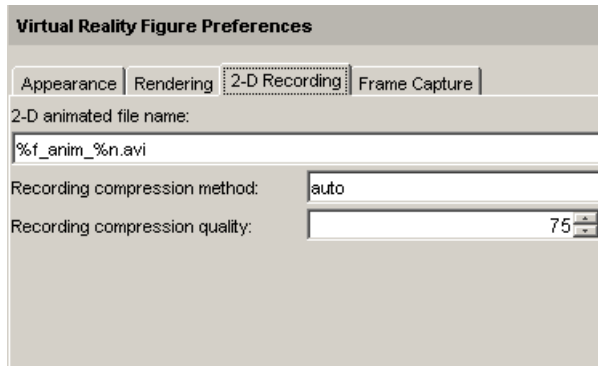 Virtual Reality Figure Preferences
Appearance Rendering 2-D Recording Frame Capture
2-D animated file name:
%f_anim_%n.avi
Recording compression method: auto
Recording compression quality: 75